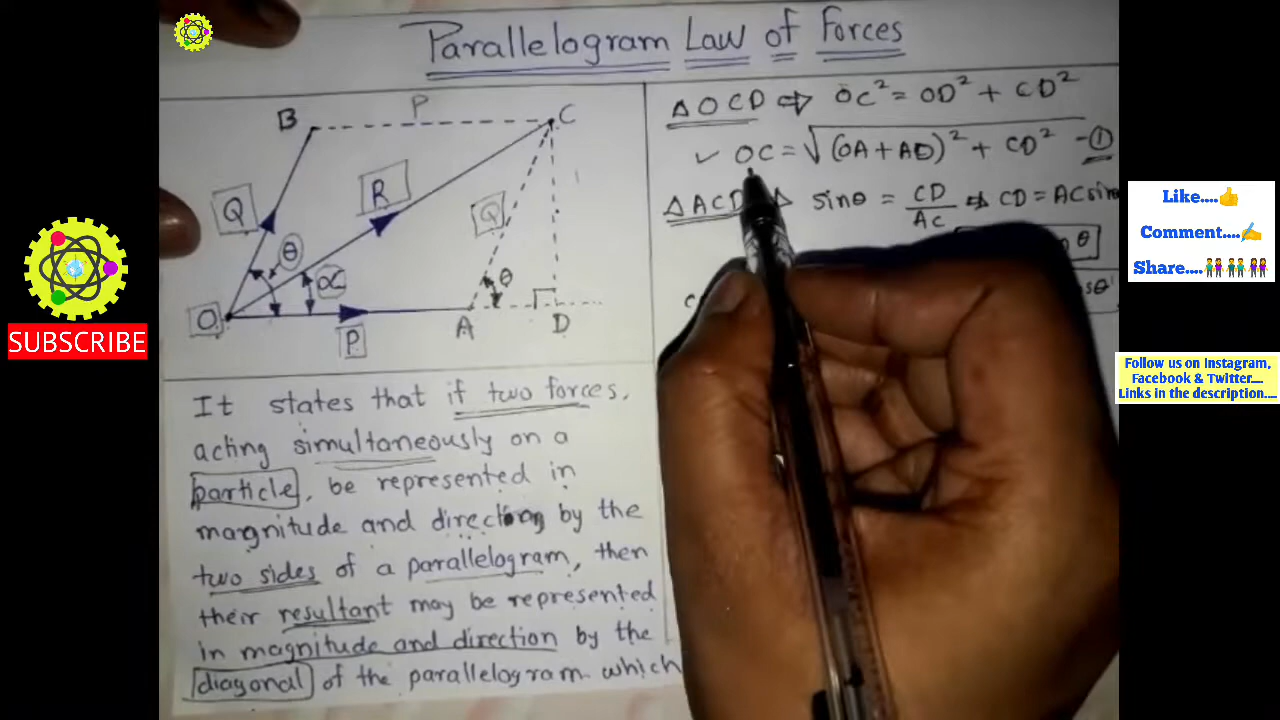 Parallelogram Law of Forces
B
P
C
Q
R
Q
θ
α
θ
O
P
A
D
ΔOCD ⇒ OC² = OD² + CD²
✓ OC = √(OA + AD)² + CD² -①
ΔACD sinθ = CD/AC ⇒ CD = AC sinθ
θ
It states that if two forces,
acting simultaneously on a
particle, be represented in
magnitude and direction by the
two sides of a parallelogram, then
their resultant may be represented
in magnitude and direction by the
diagonal of the parallelogram which
SUBSCRIBE
Like....👍
Comment....✍
Share....👫👬👭
Follow us on Instagram,
Facebook & Twitter....
Links in the description....